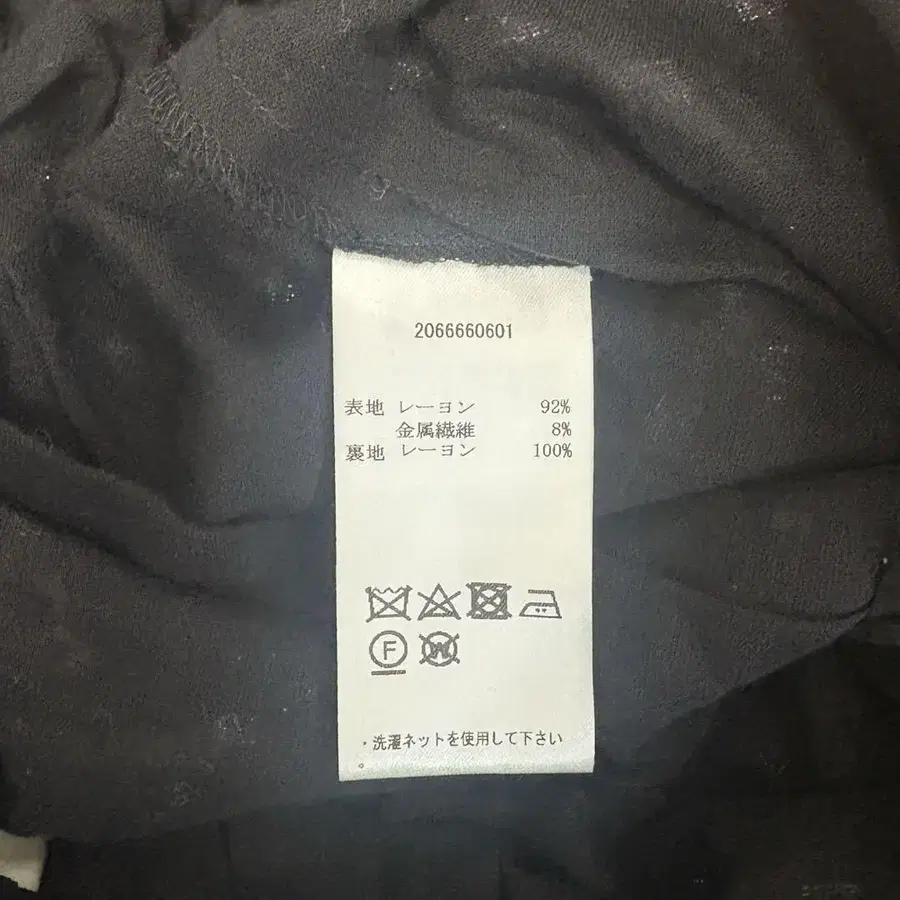 2066660601
表地 レーヨン 92%
金属繊維 8%
裏地 レーヨン 100%
F W
・洗濯ネットを使用して下さい
。